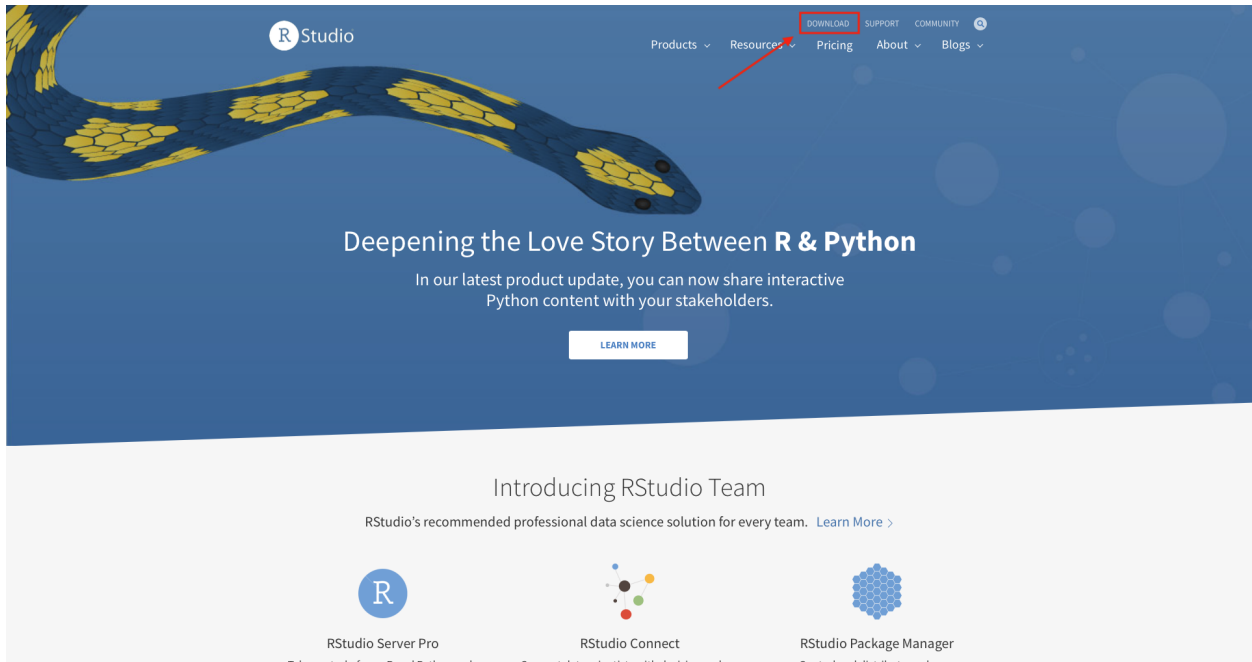 R Studio
DOWNLOAD SUPPORT COMMUNITY
Products Resources Pricing About Blogs
Deepening the Love Story Between R & Python
In our latest product update, you can now share interactive
Python content with your stakeholders.
LEARN MORE
Introducing RStudio Team
RStudio's recommended professional data science solution for every team. Learn More >
R
RStudio Server Pro
RStudio Connect
RStudio Package Manager